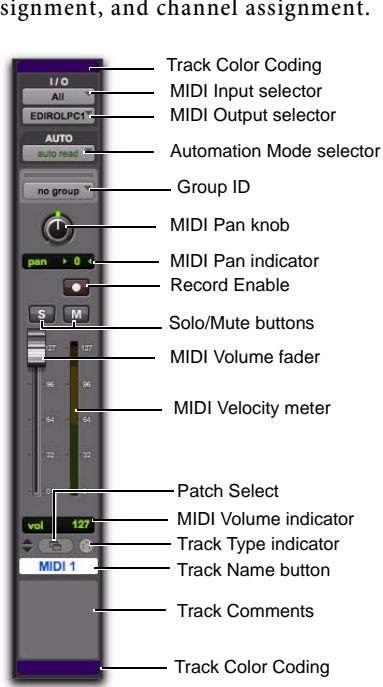 signment, and channel assignment.
Track Color Coding
I / O
All
MIDI Input selector
EDIROLPC1
MIDI Output selector
AUTO
auto read
Automation Mode selector
no group
Group ID
MIDI Pan knob
pan 0
MIDI Pan indicator
Record Enable
S M
Solo/Mute buttons
127 127
MIDI Volume fader
96 96
MIDI Velocity meter
64 64
32 32
Patch Select
0 0
vol 127
MIDI Volume indicator
Track Type indicator
MIDI 1
Track Name button
Track Comments
Track Color Coding